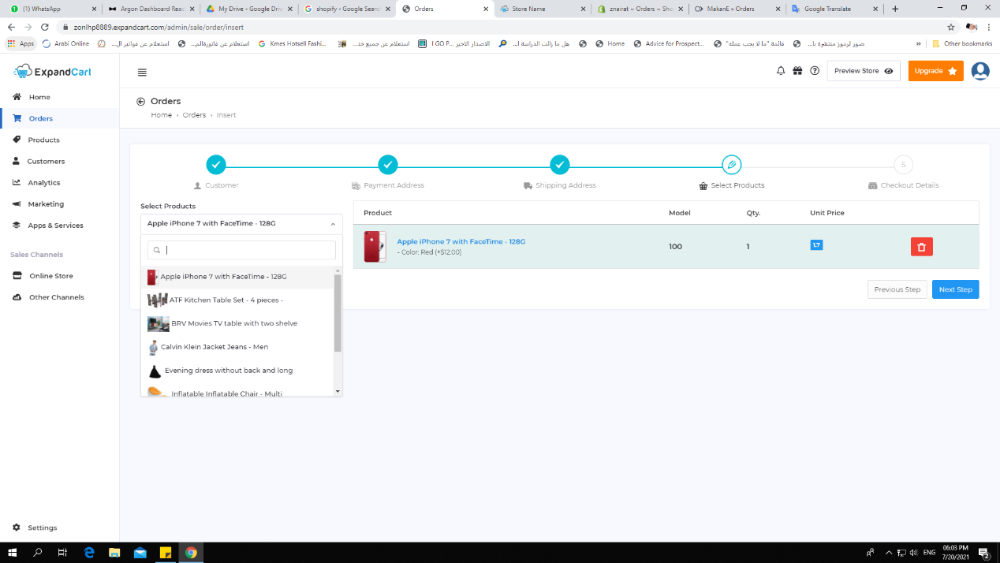 (1) WhatsApp
Argon Dashboard Reac
My Drive - Google Driv
shopify - Google Searc
Orders
Store Name
znairat ~ Orders ~ Sho
MakanE » Orders
Google Translate
zonlhp8889.expandcart.com/admin/sale/order/insert
Apps
Arabi Online
استعلام عن فواتير ال...
استعلام عن فاتورةالم...
Kmes Hotsell Fashi...
استعلام عن جميع خد...
الاصدار الاخير ...I GO P
هل ما زالت الدراسة ا...
Home
Advice for Prospect...
قائمة "ما لا يجب عمله"...
صور لرموز منتشرة با...
»
Other bookmarks
ExpandCart
Preview Store
Upgrade
Home
Orders
Products
Customers
Analytics
Marketing
Apps & Services
Sales Channels
Online Store
Other Channels
Settings
Orders
Home › Orders › Insert
Customer
Payment Address
Shipping Address
Select Products
5
Checkout Details
Select Products
Apple iPhone 7 with FaceTime - 128G
Apple iPhone 7 with FaceTime - 128G
ATF Kitchen Table Set - 4 pieces -
BRV Movies TV table with two shelve
Calvin Klein Jacket Jeans - Men
Evening dress without back and long
Inflatable Inflatable Chair - Multi
Product Model Qty. Unit Price
Apple iPhone 7 with FaceTime - 128G
- Color: Red (+$12.00)
100 1 1.7
Previous Step
Next Step
ENG
06:03 PM
7/20/2021
2